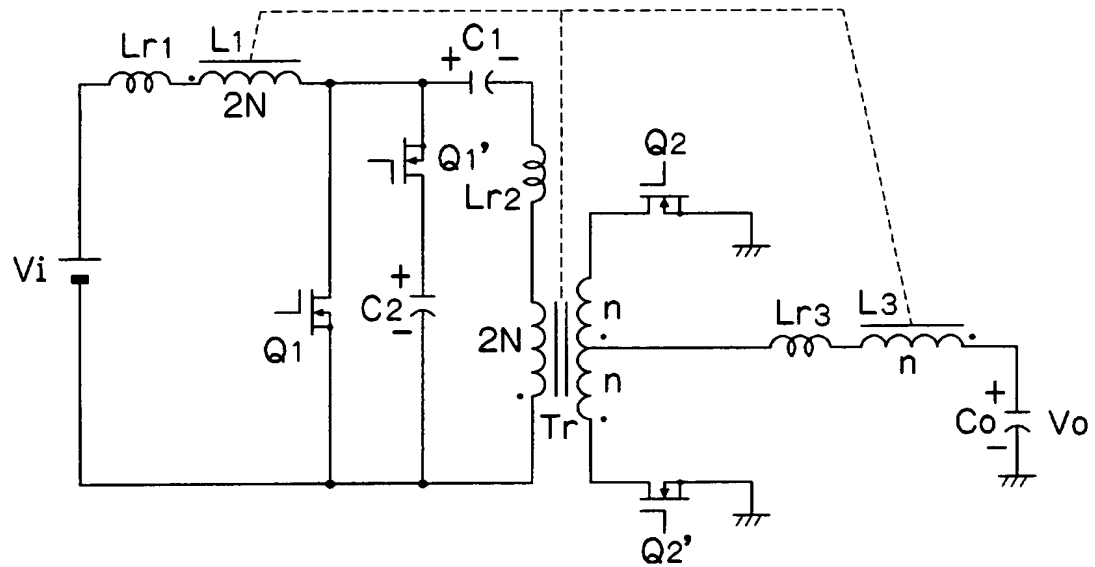 Lr1
L1
2N
C1
+
-
Q1'
Lr2
Q2
Vi
Q1
C2
+
-
2N
Tr
n
n
Lr3
L3
n
+
Co
-
Vo
Q2'